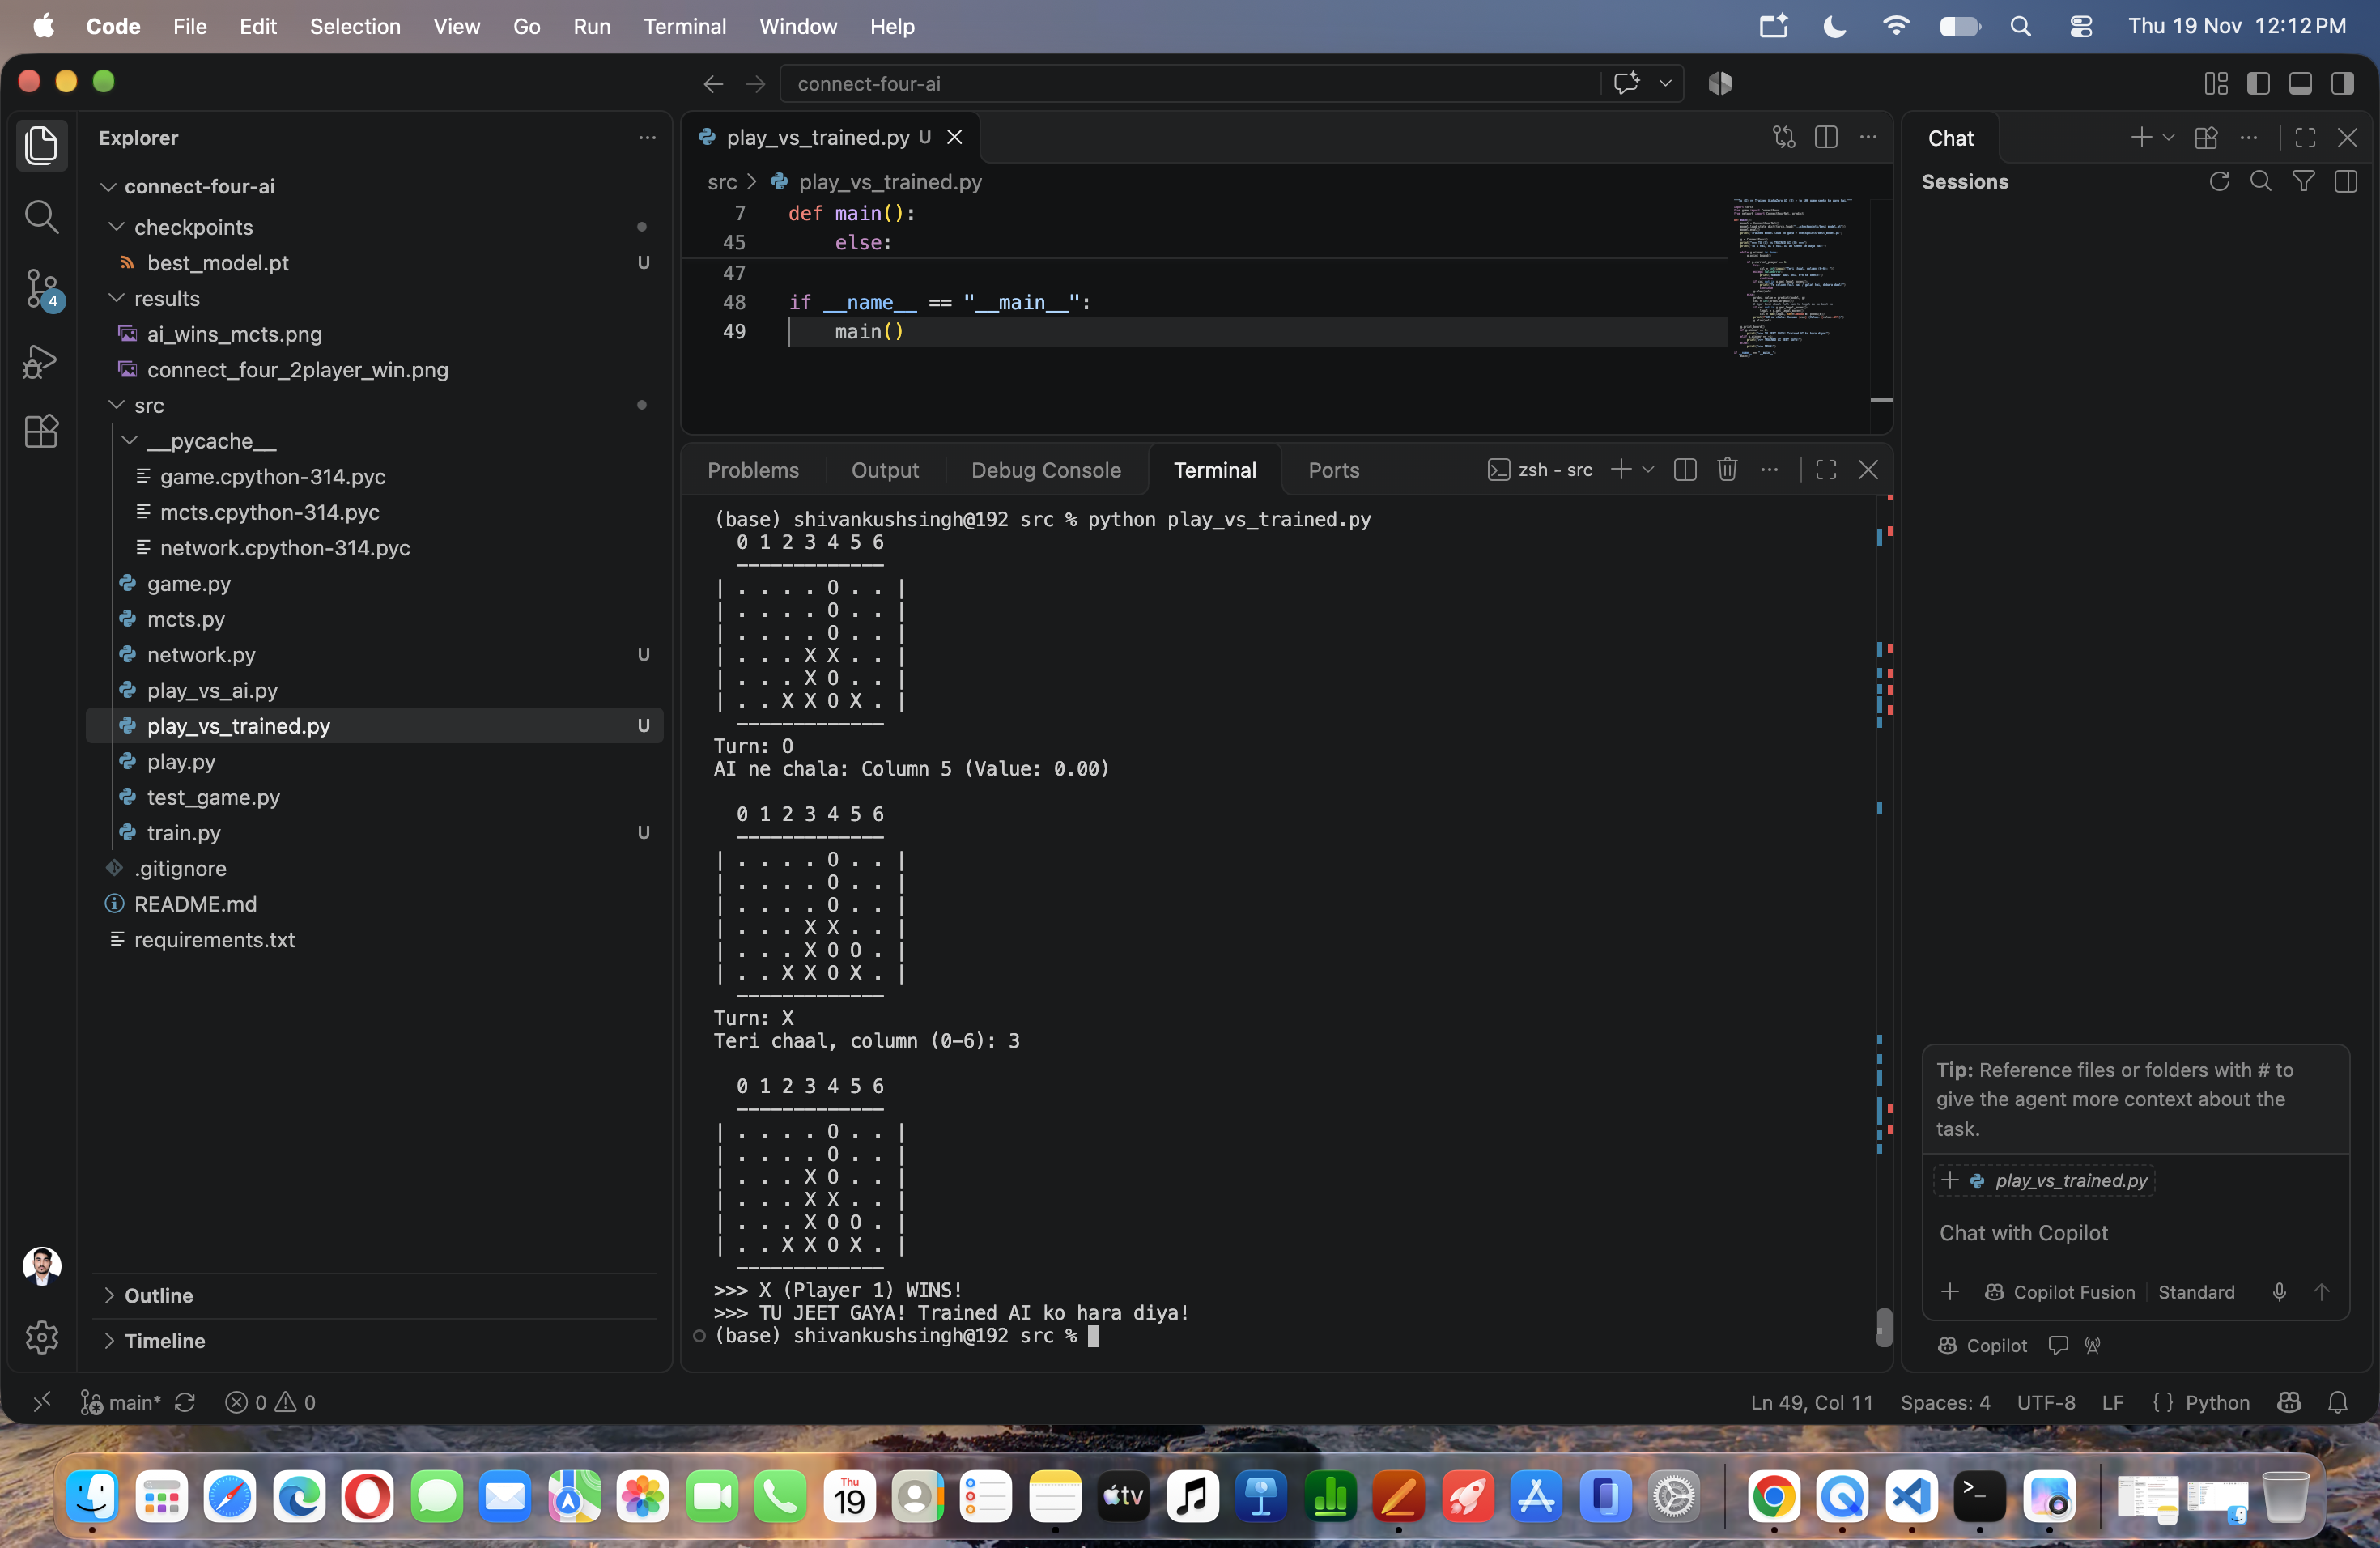 Code File Edit Selection View Go Run Terminal Window Help Thu 19 Nov 12:12 PM
connect-four-ai
Explorer
connect-four-ai
checkpoints
best_model.pt U
results
ai_wins_mcts.png
connect_four_2player_win.png
src
__pycache__
game.cpython-314.pyc
mcts.cpython-314.pyc
network.cpython-314.pyc
game.py
mcts.py
network.py U
play_vs_ai.py
play_vs_trained.py U
play.py
test_game.py
train.py U
.gitignore
README.md
requirements.txt
Outline
Timeline
4
play_vs_trained.py U
src > play_vs_trained.py
7 def main():
45 else:
47
48 if __name__ == "__main__":
49 main()
Problems Output Debug Console Terminal Ports zsh - src
(base) shivankushsingh@192 src % python play_vs_trained.py
0 1 2 3 4 5 6
-------------
| . . . . O . . |
| . . . . O . . |
| . . . . O . . |
| . . . X X . . |
| . . . X O . . |
| . . X X O X . |
-------------
Turn: O
AI ne chala: Column 5 (Value: 0.00)
0 1 2 3 4 5 6
-------------
| . . . . O . . |
| . . . . O . . |
| . . . . O . . |
| . . . X X . . |
| . . . X O O . |
| . . X X O X . |
-------------
Turn: X
Teri chaal, column (0-6): 3
0 1 2 3 4 5 6
-------------
| . . . . O . . |
| . . . . O . . |
| . . . X O . . |
| . . . X X . . |
| . . . X O O . |
| . . X X O X . |
-------------
>>> X (Player 1) WINS!
>>> TU JEET GAYA! Trained AI ko hara diya!
(base) shivankushsingh@192 src %
Chat
Sessions
Tip: Reference files or folders with # to
give the agent more context about the
task.
play_vs_trained.py
Chat with Copilot
Copilot Fusion Standard
Copilot
main* 0 0 Ln 49, Col 11 Spaces: 4 UTF-8 LF {} Python
Thu
19
tv